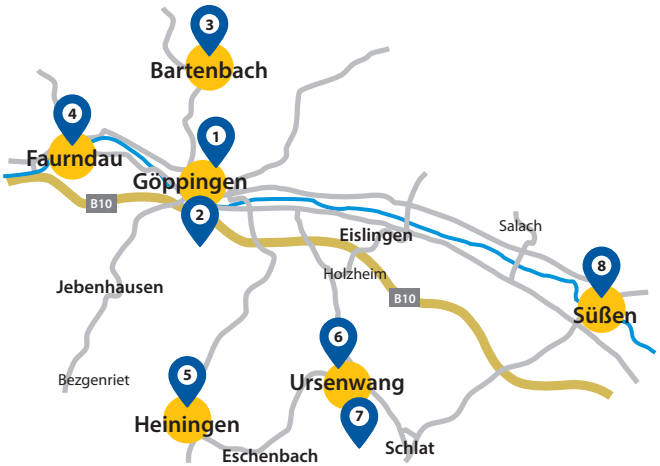 3
Bartenbach
4
Faurndau
1
Göppingen
B10
2
Eislingen
Salach
Holzheim
8
Süßen
Jebenhausen
B10
6
Ursenwang
Bezgenriet
5
Heiningen
7
Eschenbach
Schlat